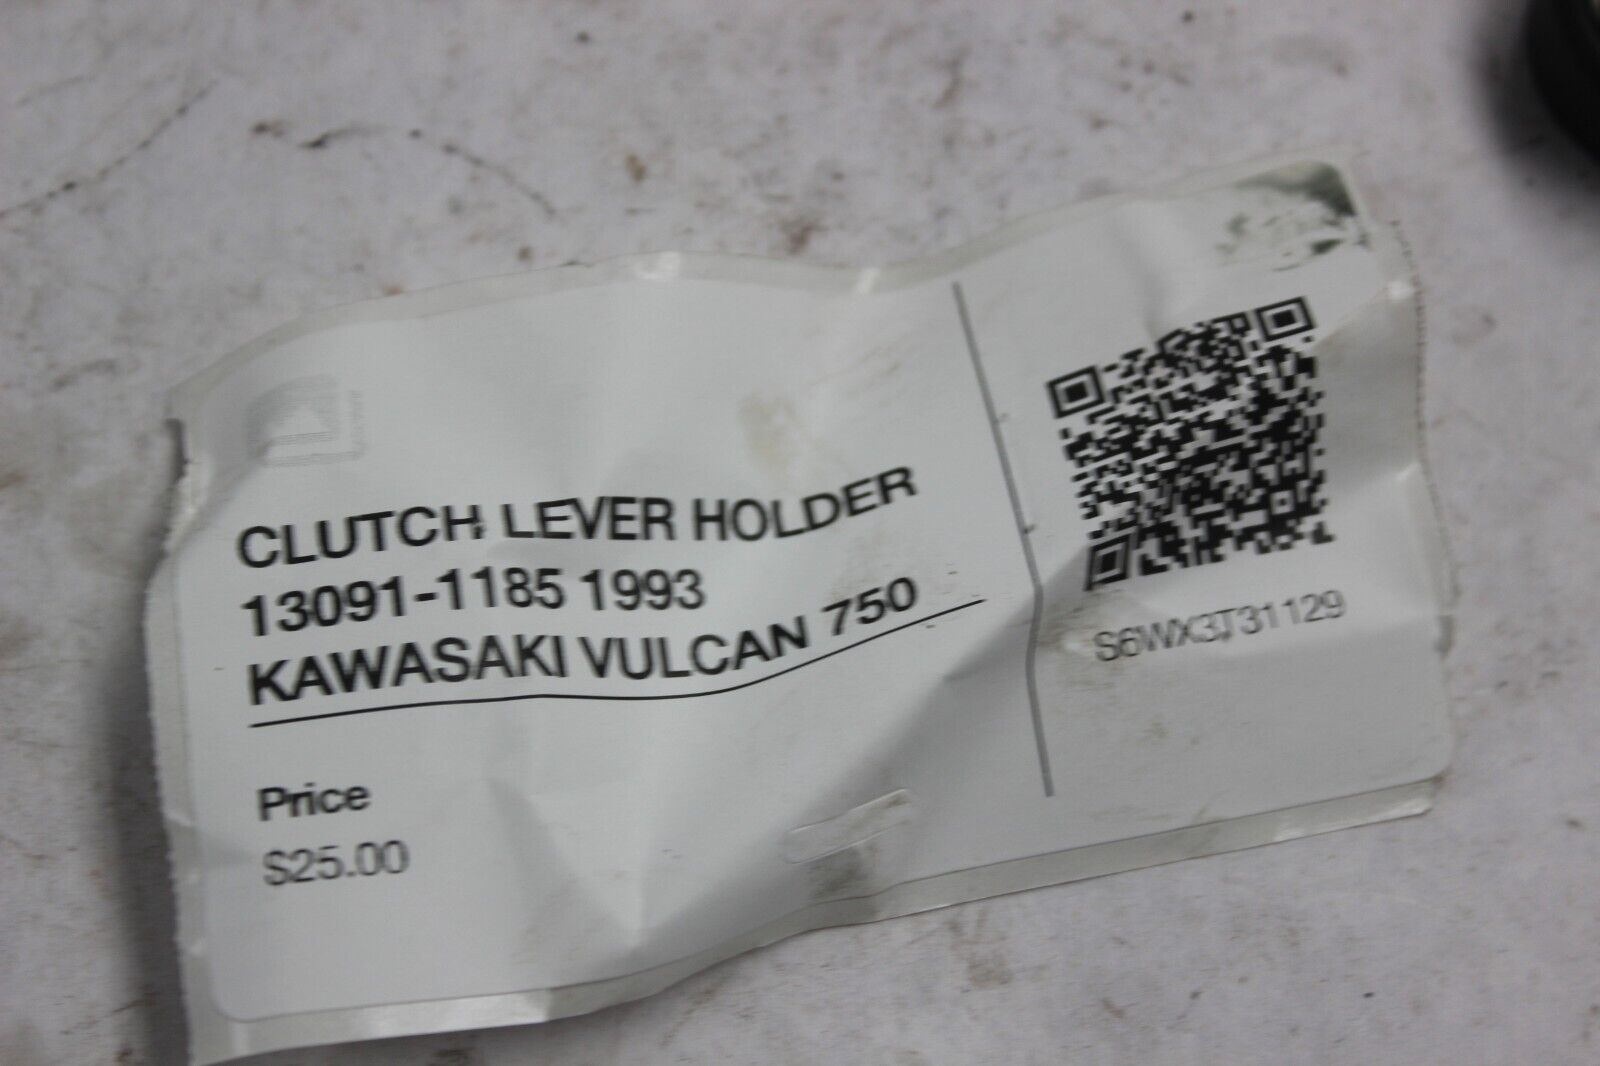 CLUTCH LEVER HOLDER
13091-1185 1993
KAWASAKI VULCAN 750
Price
$25.00
S6WX3T31129